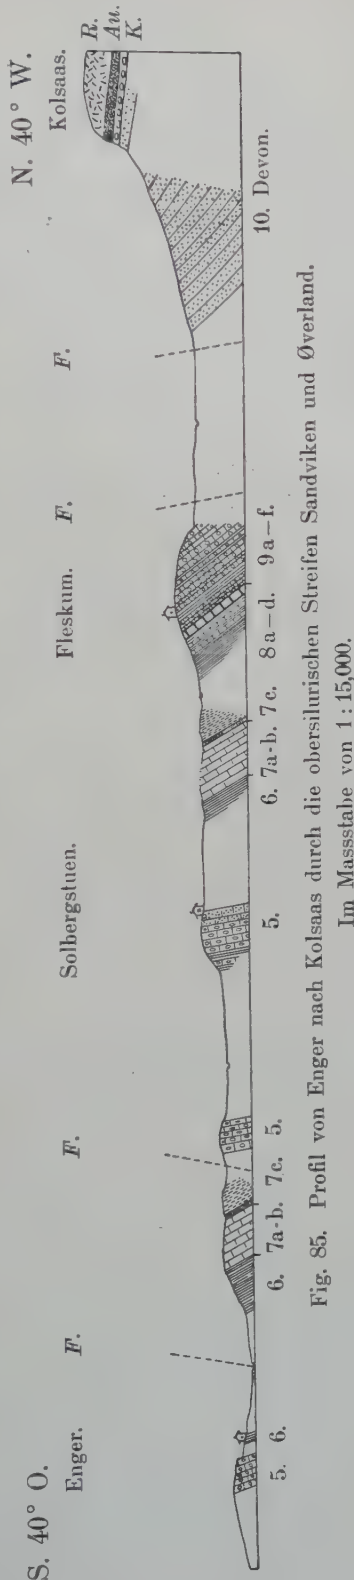 S. 40° O.
N. 40° W.
Enger.
F.
F.
Solbergstuen.
Fleskum.
F.
F.
Kolsaas.
R.
Au.
K.
5. 6.
6. 7a-b. 7c. 5.
5.
6. 7a-b. 7c. 8a–d. 9a–f.
10. Devon.
Fig. 85. Profil von Enger nach Kolsaas durch die obersilurischen Streifen Sandviken und Øverland.
Im Massstabe von 1:15,000.